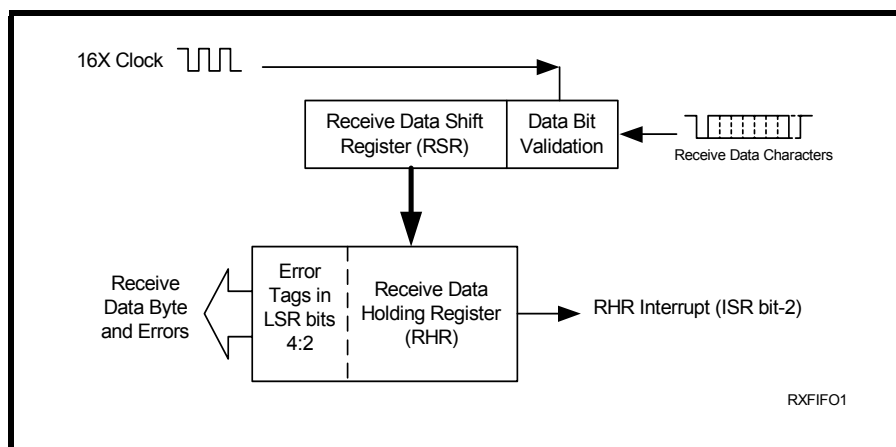 16X Clock
Receive Data Shift
Register (RSR)
Data Bit
Validation
Receive Data Characters
Receive
Data Byte
and Errors
Error
Tags in
LSR bits
4:2
Receive Data
Holding Register
(RHR)
RHR Interrupt (ISR bit-2)
RXFIFO1